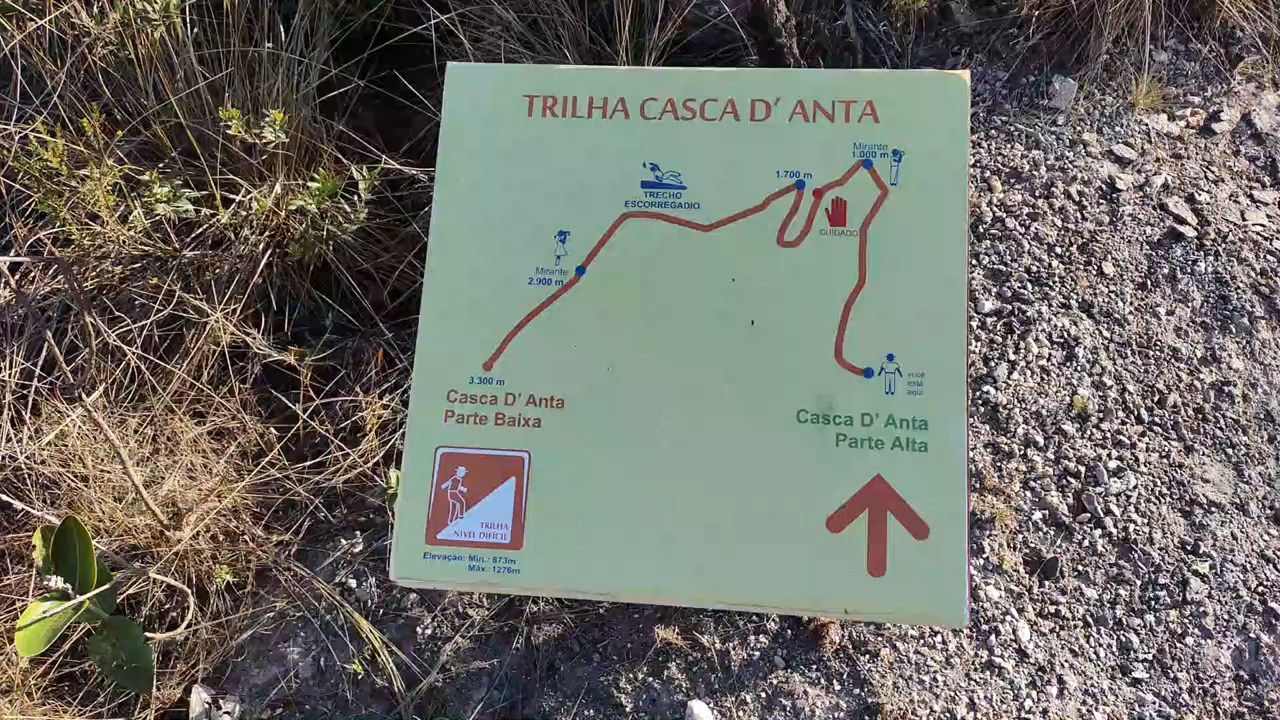 TRILHA CASCA D' ANTA
Mirante
1.000 m
1.700 m
TRECHO
ESCORREGADIO
CUIDADO
Mirante
2.900 m
3.300 m
Casca D' Anta
Parte Baixa
você
está
aqui
Casca D' Anta
Parte Alta
TRILHA
NÍVEL DIFÍCIL
Elevação: Mín.: 873m
Máx. 1276m